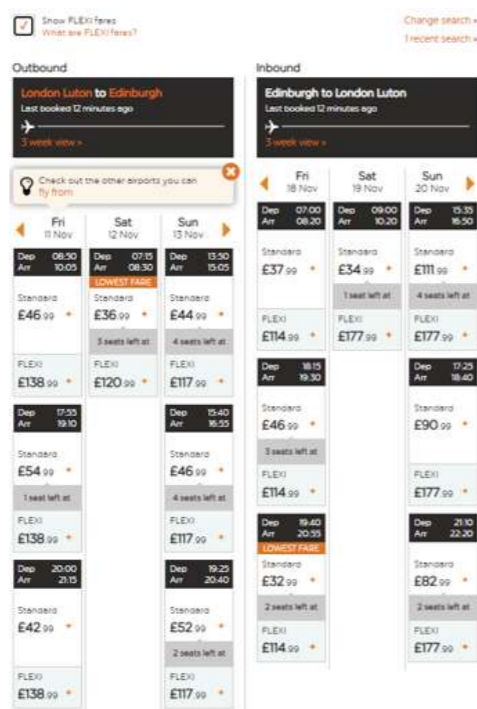 Show FLEXI fares
What are FLEXI fares?
Change search »
1 recent search »
Outbound
London Luton to Edinburgh
Last booked 12 minutes ago
3 week view »
Check out the other airports you can
fly from
Fri
11 Nov
Sat
12 Nov
Sun
13 Nov
Dep 08:50
Arr 10:05
Standard
£46.99
FLEXI
£138.99
Dep 07:15
Arr 08:30
LOWEST FARE
Standard
£36.99
3 seats left at
FLEXI
£120.99
Dep 13:50
Arr 15:05
Standard
£44.99
4 seats left at
FLEXI
£117.99
Dep 17:55
Arr 19:10
Standard
£54.99
1 seat left at
FLEXI
£138.99
Dep 15:40
Arr 16:55
Standard
£46.99
4 seats left at
FLEXI
£117.99
Dep 20:00
Arr 21:15
Standard
£42.99
FLEXI
£138.99
Dep 19:25
Arr 20:40
Standard
£52.99
2 seats left at
FLEXI
£117.99
Inbound
Edinburgh to London Luton
Last booked 12 minutes ago
3 week view »
Fri
18 Nov
Sat
19 Nov
Sun
20 Nov
Dep 07:00
Arr 08:20
Standard
£37.99
FLEXI
£114.99
Dep 09:00
Arr 10:20
Standard
£34.99
1 seat left at
£177.99
Dep 15:35
Arr 16:50
Standard
£111.99
4 seats left at
£177.99
Dep 18:15
Arr 19:30
Standard
£46.99
3 seats left at
FLEXI
£114.99
Dep 17:25
Arr 18:40
Standard
£90.99
FLEXI
£177.99
Dep 19:40
Arr 20:55
LOWEST FARE
Standard
£32.99
2 seats left at
FLEXI
£114.99
Dep 21:10
Arr 22:20
Standard
£82.99
2 seats left at
FLEXI
£177.99